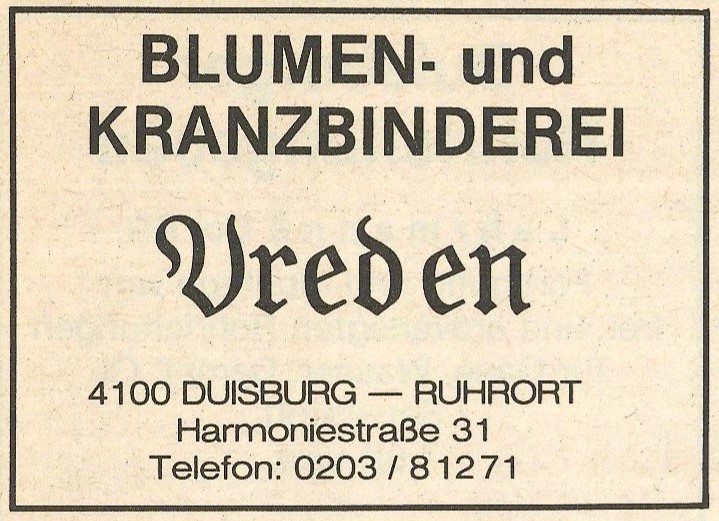 BLUMEN- und
KRANZBINDEREI
Vreden
4100 DUISBURG — RUHRORT
Harmoniestraße 31
Telefon: 0203 / 81271